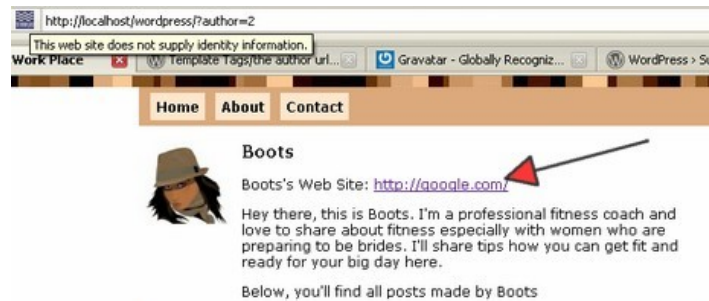 http://localhost/wordpress/?author=2
This web site does not supply identity information.
Work Place
Template Tags/the author url...
Gravatar - Globally Recogniz...
WordPress › Su
Home About Contact
Boots
Boots's Web Site: http://google.com/
Hey there, this is Boots. I'm a professional fitness coach and
love to share about fitness especially with women who are
preparing to be brides. I'll share tips how you can get fit and
ready for your big day here.
Below, you'll find all posts made by Boots